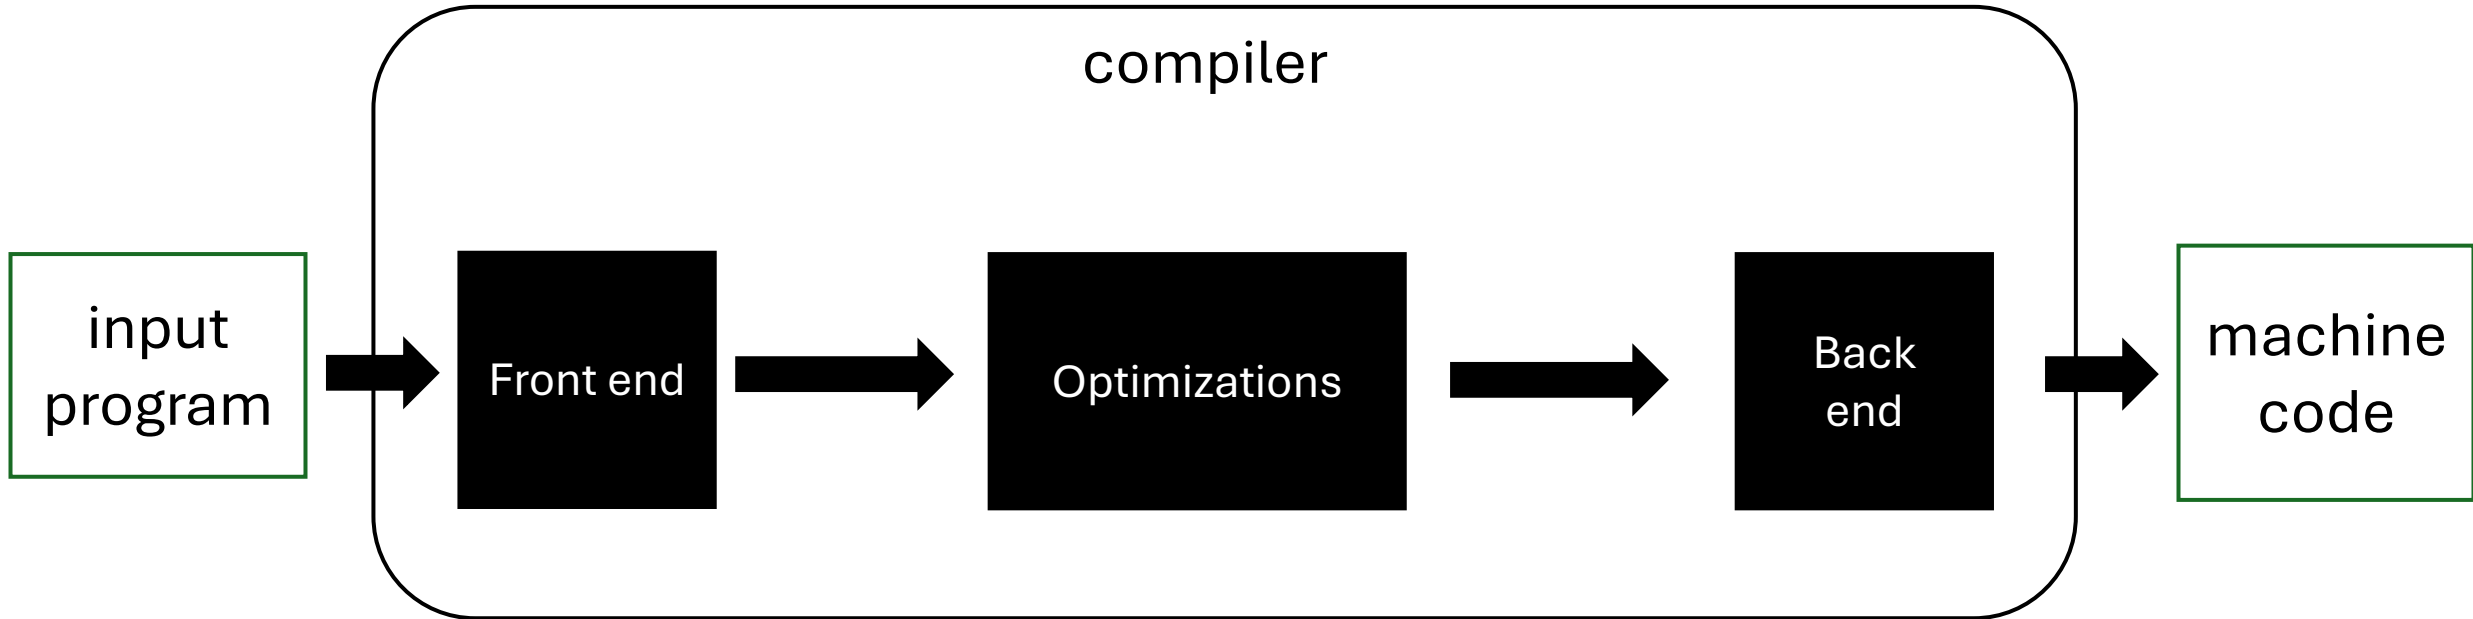 compiler
input
program
Front end
Optimizations
Back
end
machine
code